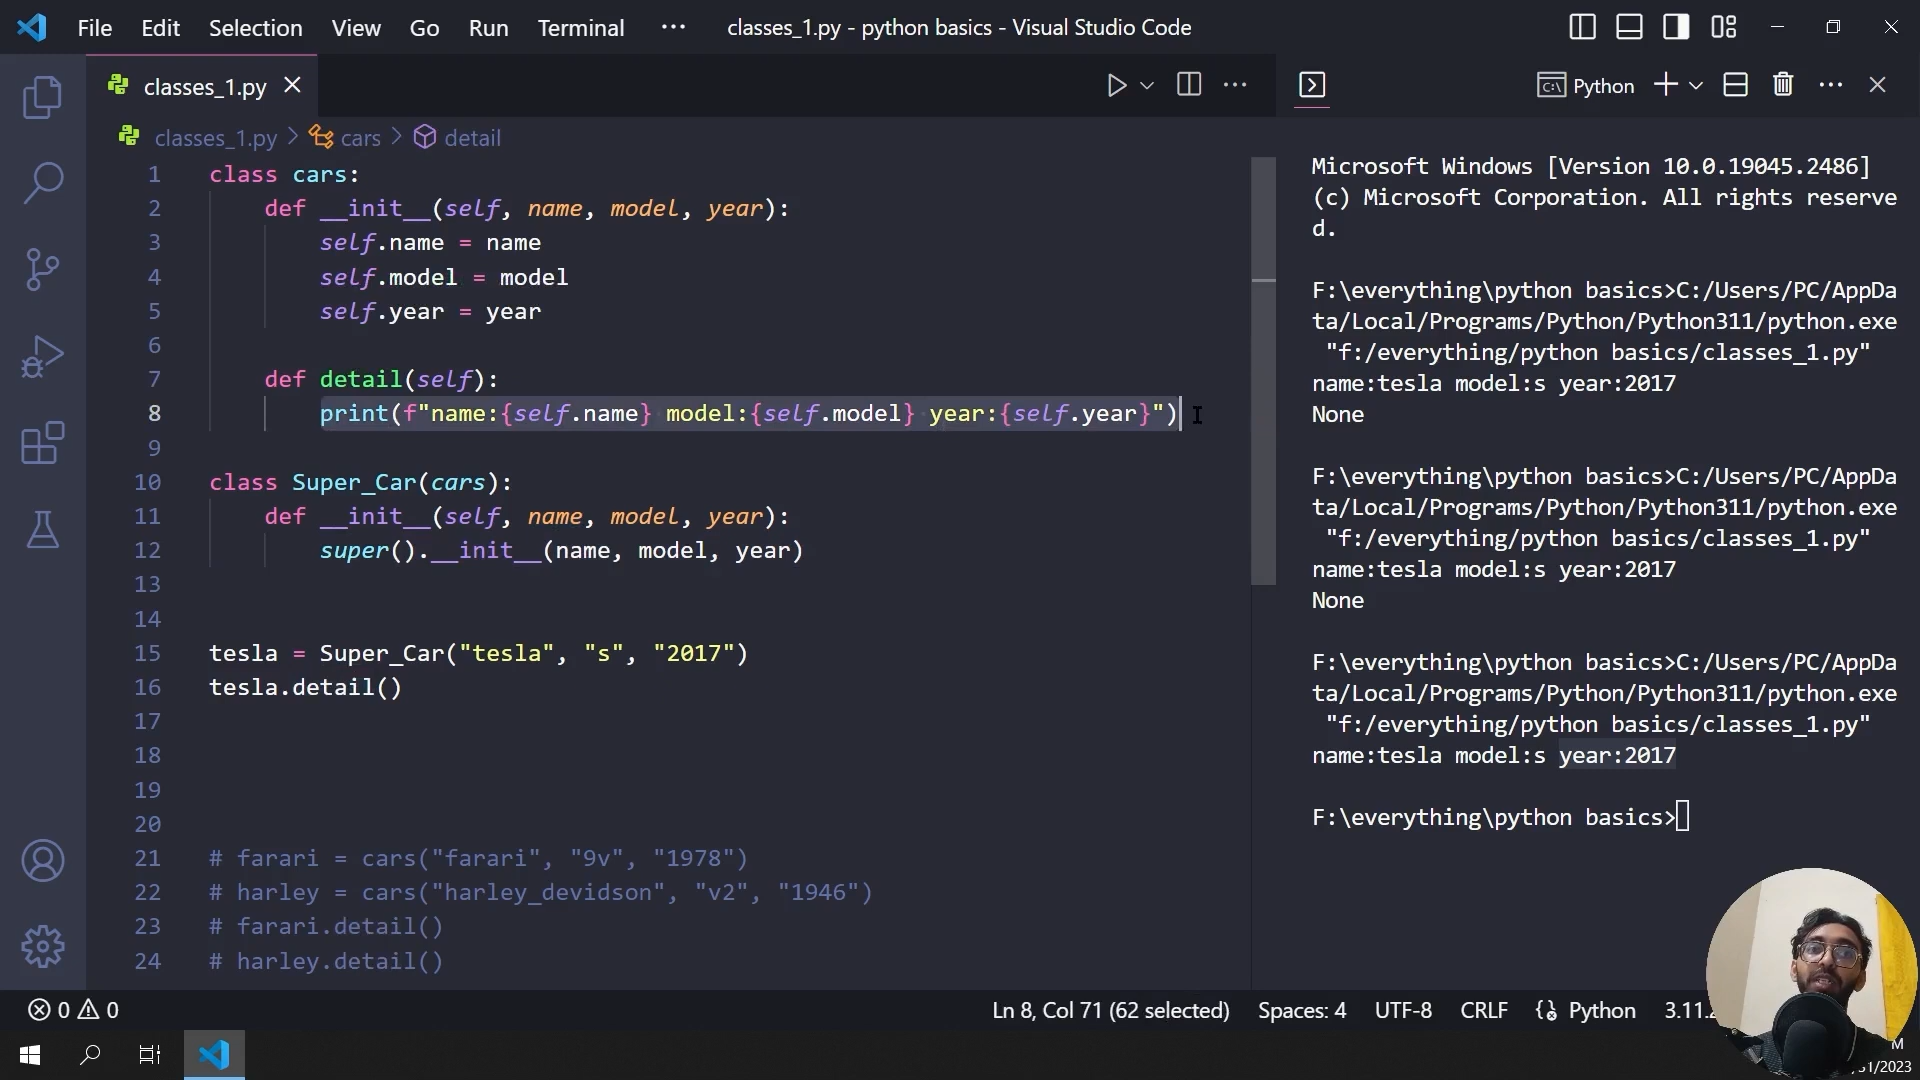 File Edit Selection View Go Run Terminal ··· classes_1.py - python basics - Visual Studio Code
classes_1.py
Python
classes_1.py > cars > detail
1 class cars:
2 def __init__(self, name, model, year):
3 self.name = name
4 self.model = model
5 self.year = year
6
7 def detail(self):
8 print(f"name:{self.name} model:{self.model} year:{self.year}")
9
10 class Super_Car(cars):
11 def __init__(self, name, model, year):
12 super().__init__(name, model, year)
13
14
15 tesla = Super_Car("tesla", "s", "2017")
16 tesla.detail()
17
18
19
20
21 # farari = cars("farari", "9v", "1978")
22 # harley = cars("harley_devidson", "v2", "1946")
23 # farari.detail()
24 # harley.detail()
Microsoft Windows [Version 10.0.19045.2486]
(c) Microsoft Corporation. All rights reserve
d.
F:\everything\python basics>C:/Users/PC/AppDa
ta/Local/Programs/Python/Python311/python.exe
"f:/everything/python basics/classes_1.py"
name:tesla model:s year:2017
None
F:\everything\python basics>C:/Users/PC/AppDa
ta/Local/Programs/Python/Python311/python.exe
"f:/everything/python basics/classes_1.py"
name:tesla model:s year:2017
None
F:\everything\python basics>C:/Users/PC/AppDa
ta/Local/Programs/Python/Python311/python.exe
"f:/everything/python basics/classes_1.py"
name:tesla model:s year:2017
F:\everything\python basics>
0 0 Ln 8, Col 71 (62 selected) Spaces: 4 UTF-8 CRLF Python 3.11.
M
/2023